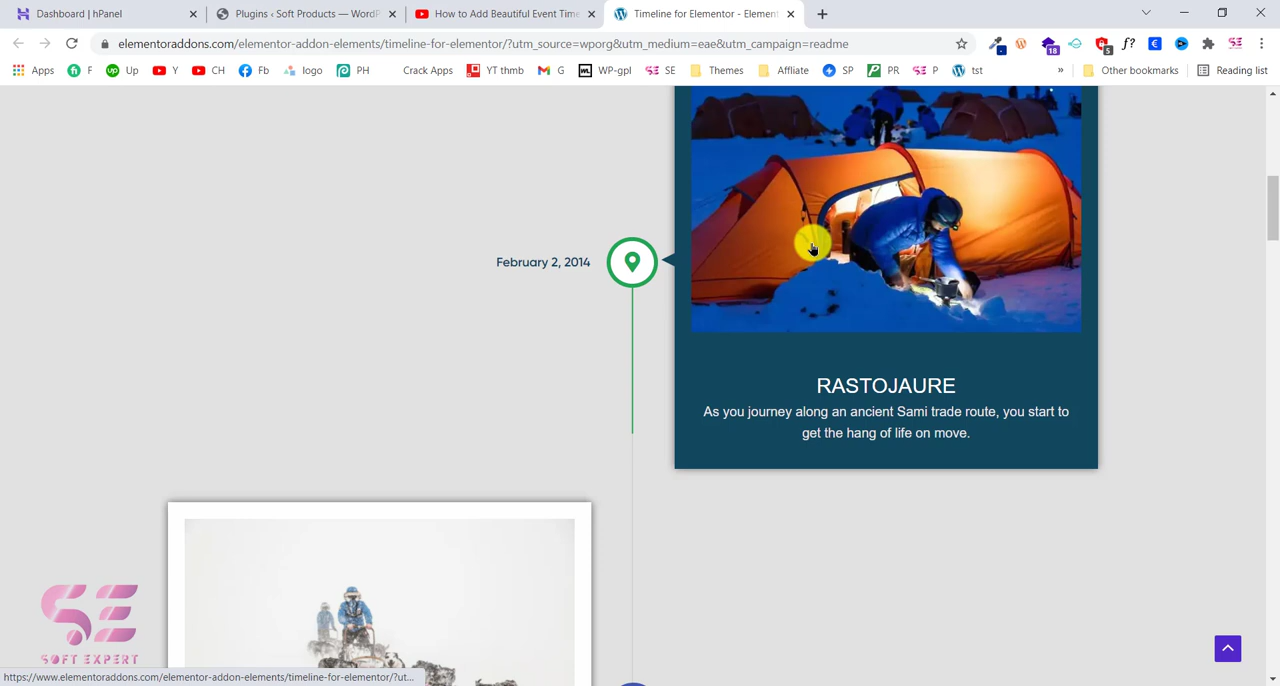 Dashboard | hPanel
Plugins ‹ Soft Products — WordP
How to Add Beautiful Event Time
Timeline for Elementor - Element
elementoraddons.com/elementor-addon-elements/timeline-for-elementor/?utm_source=wporg&utm_medium=eae&utm_campaign=readme
18
5
f?
Apps
F
Up
Y
CH
Fb
logo
PH
Crack Apps
YT thmb
G
WP-gpl
SE
Themes
Affliate
SP
PR
P
tst
»
Other bookmarks
Reading list
February 2, 2014
RASTOJAURE
As you journey along an ancient Sami trade route, you start to
get the hang of life on move.
SE
SOFT EXPERT
https://www.elementoraddons.com/elementor-addon-elements/timeline-for-elementor/?ut...